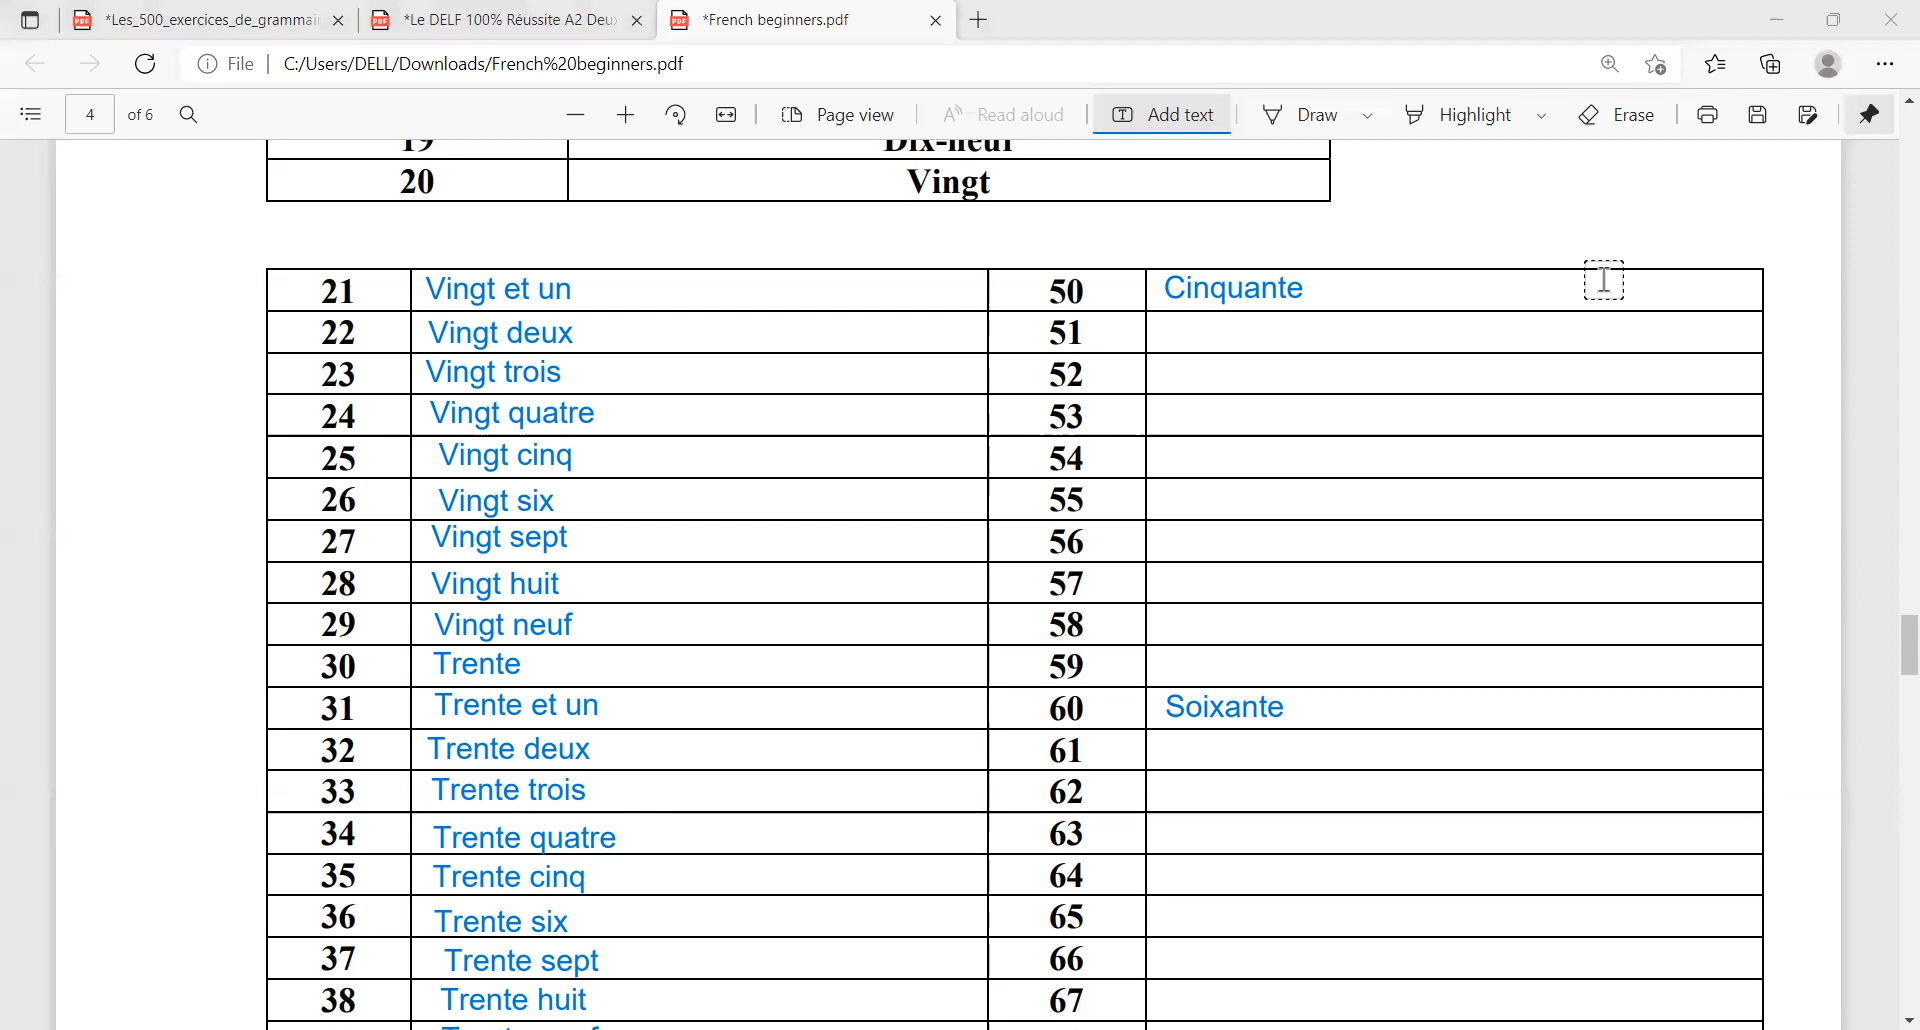 *Les_500_exercices_de_grammai
*Le DELF 100% Réussite A2 Deu
*French beginners.pdf
File
C:/Users/DELL/Downloads/French%20beginners.pdf
4 of 6
Page view
Read aloud
Add text
Draw
Highlight
Erase
19 Dix-neuf
20 Vingt
21 Vingt et un 50 Cinquante
22 Vingt deux 51
23 Vingt trois 52
24 Vingt quatre 53
25 Vingt cinq 54
26 Vingt six 55
27 Vingt sept 56
28 Vingt huit 57
29 Vingt neuf 58
30 Trente 59
31 Trente et un 60 Soixante
32 Trente deux 61
33 Trente trois 62
34 Trente quatre 63
35 Trente cinq 64
36 Trente six 65
37 Trente sept 66
38 Trente huit 67